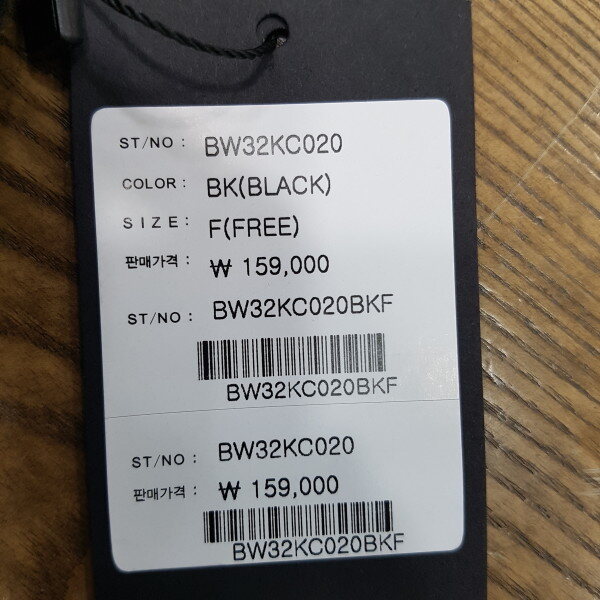 ST/NO : BW32KC020
COLOR : BK(BLACK)
SIZE : F(FREE)
판매가격 : ₩ 159,000
ST/NO : BW32KC020BKF
BW32KC020BKF
ST/NO : BW32KC020
판매가격 : ₩ 159,000
BW32KC020BKF